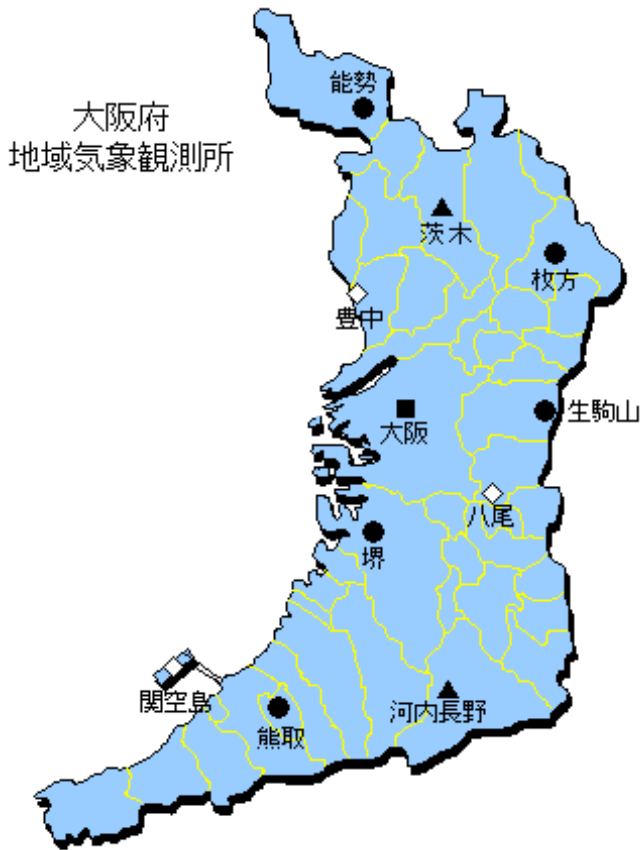 能勢
大阪府
地域気象観測所
茨木
枚方
豊中
大阪
生駒山
八尾
堺
関空島
熊取
河内長野